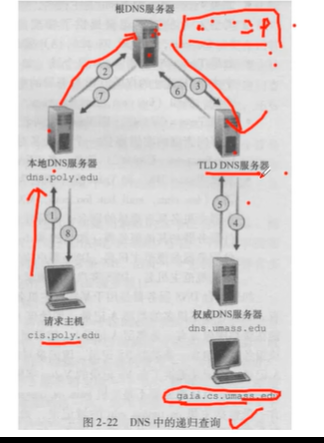 根DNS服务器
2
7
3
6
本地DNS服务器
dns.poly.edu
TLD DNS服务器
1
8
5
4
请求主机
cis.poly.edu
权威DNS服务器
dns.umass.edu
gaia.cs.umass.edu
图 2-22 DNS 中的递归查询